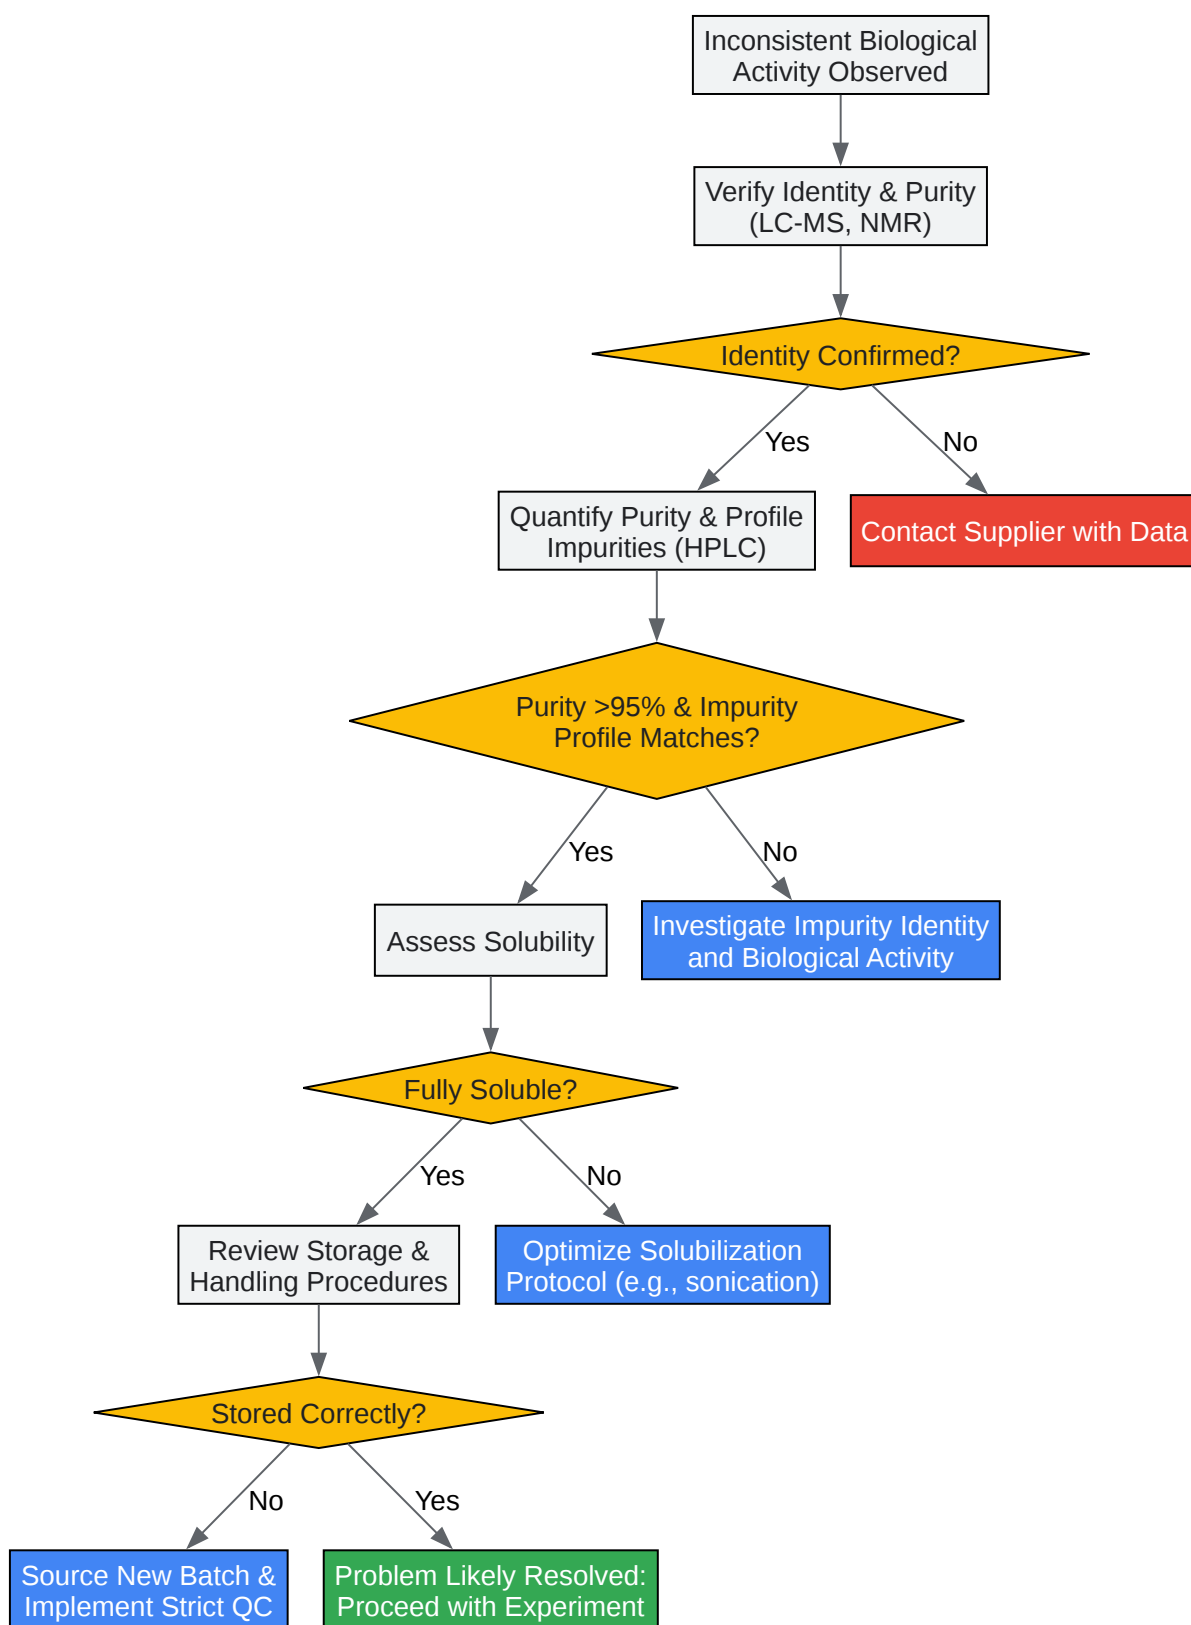 Inconsistent Biological
Activity Observed
Verify Identity & Purity
(LC-MS, NMR)
Identity Confirmed?
Yes
No
Quantify Purity & Profile
Impurities (HPLC)
Contact Supplier with Data
Purity >95% & Impurity
Profile Matches?
Yes
No
Assess Solubility
Investigate Impurity Identity
and Biological Activity
Fully Soluble?
Yes
No
Review Storage &
Handling Procedures
Optimize Solubilization
Protocol (e.g., sonication)
Stored Correctly?
No
Yes
Source New Batch &
Implement Strict QC
Problem Likely Resolved:
Proceed with Experiment